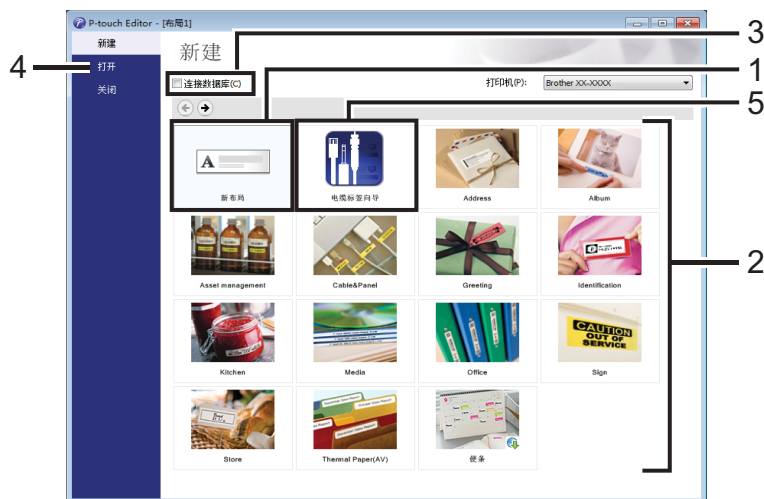 P-touch Editor - [布局1]
新建
打开
关闭
新建
连接数据库(C)
打印机(P):
Brother XX-XXXX
3
1
5
4
2
A
新布局
电缆标签向导
Address
Album
Asset management
Cable&Panel
Greeting
Identification
Kitchen
Media
Office
CAUTION
OUT OF
SERVICE
Sign
Store
Thermal Paper(AV)
便条